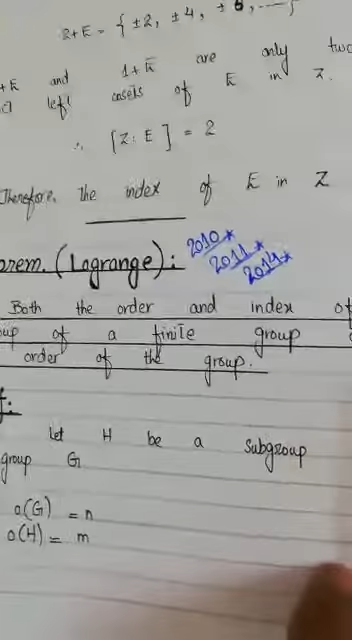 2+E = {±2, ±4, ± 6, ....}
+E and 1+E are only two
left cosets of E in Z.
∴ [Z : E] = 2
Therefore, the index of E in Z
orem. (Lagrange):
2010*
2011*
2014*
Both the order and index of
oup of a finite group
order of the group.
f:
let H be a subgroup
group G
o(G) = n
o(H) = m